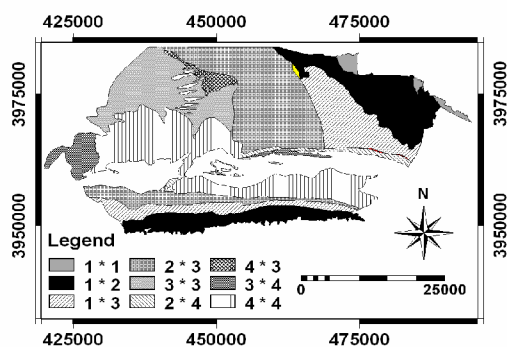 425000 450000 475000
3975000 3975000
N
3950000 3950000
Legend
1 * 1 2 * 3 4 * 3
1 * 2 3 * 3 3 * 4
1 * 3 2 * 4 4 * 4
0 25000
425000 450000 475000